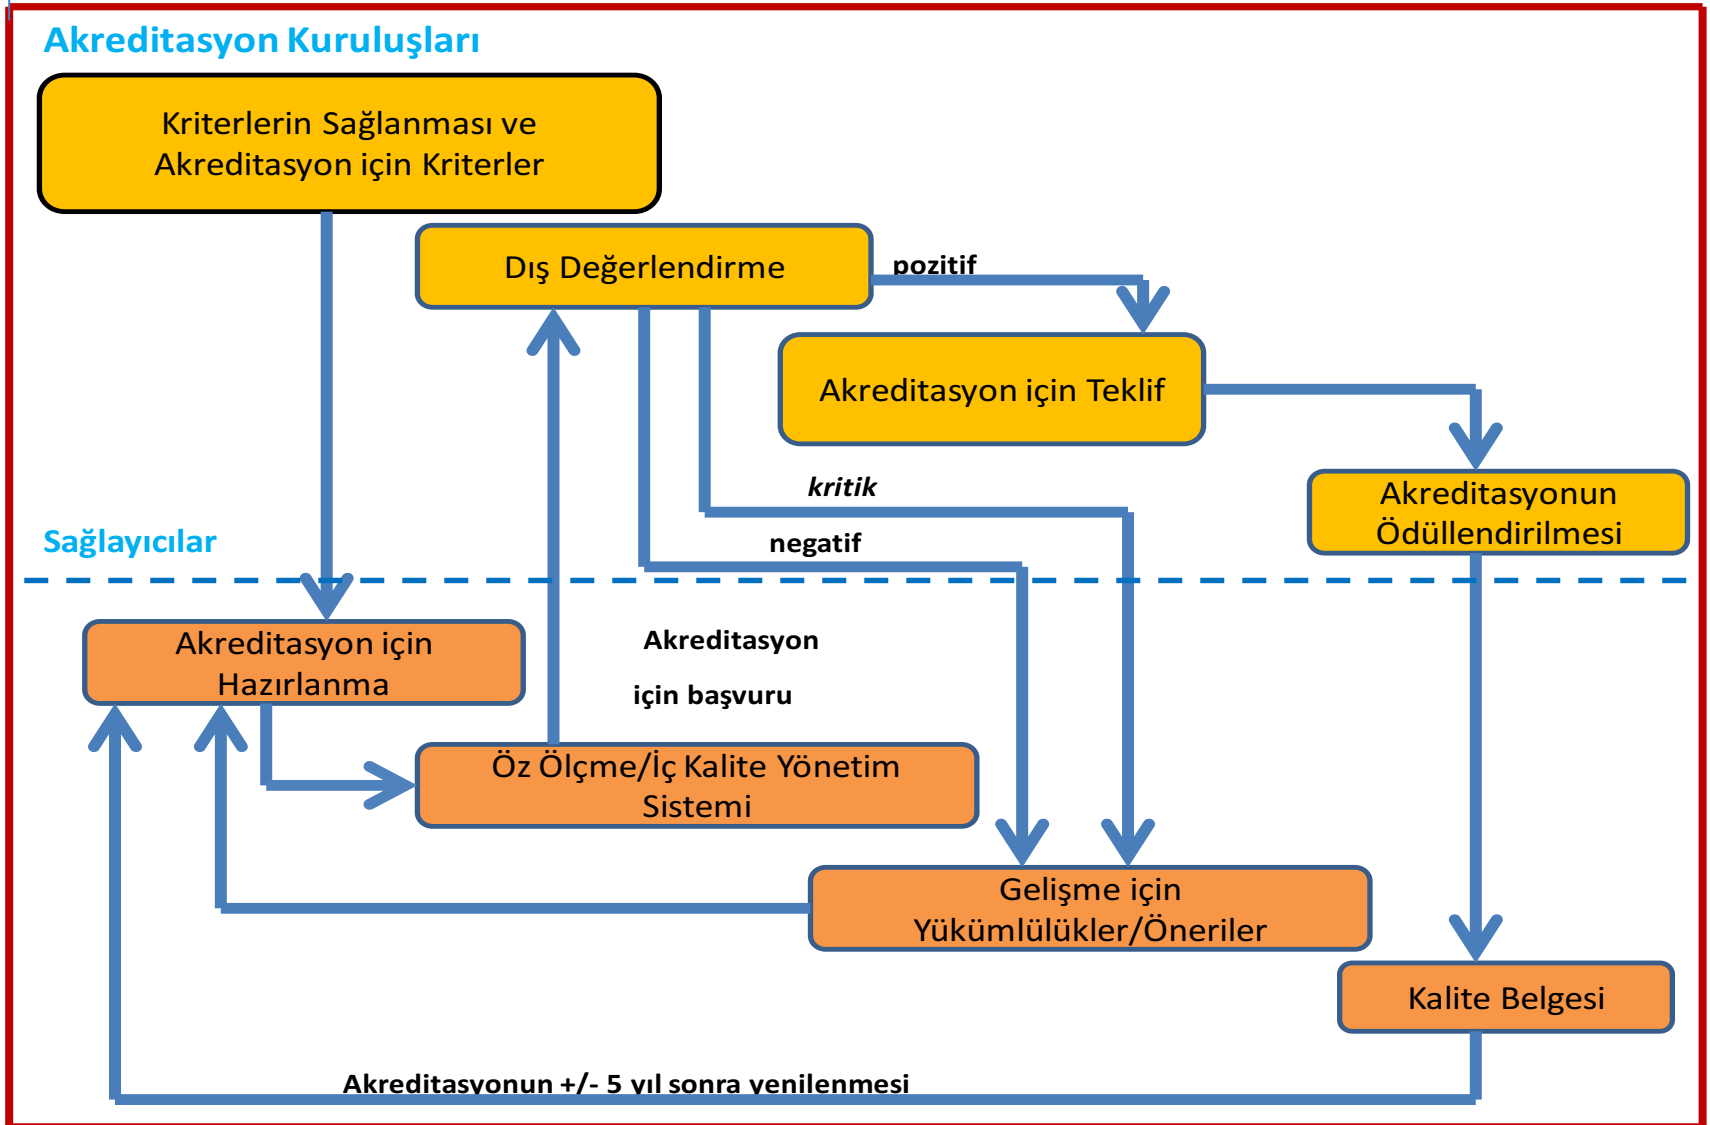 Akreditasyon Kuruluşları
Kriterlerin Sağlanması ve
Akreditasyon için Kriterler
Dış Değerlendirme
pozitif
Akreditasyon için Teklif
kritik
Akreditasyonun
Ödüllendirilmesi
Sağlayıcılar
negatif
Akreditasyon için
Hazırlanma
Akreditasyon
için başvuru
Öz Ölçme/İç Kalite Yönetim
Sistemi
Gelişme için
Yükümlülükler/Öneriler
Kalite Belgesi
Akreditasyonun +/- 5 yıl sonra yenilenmesi